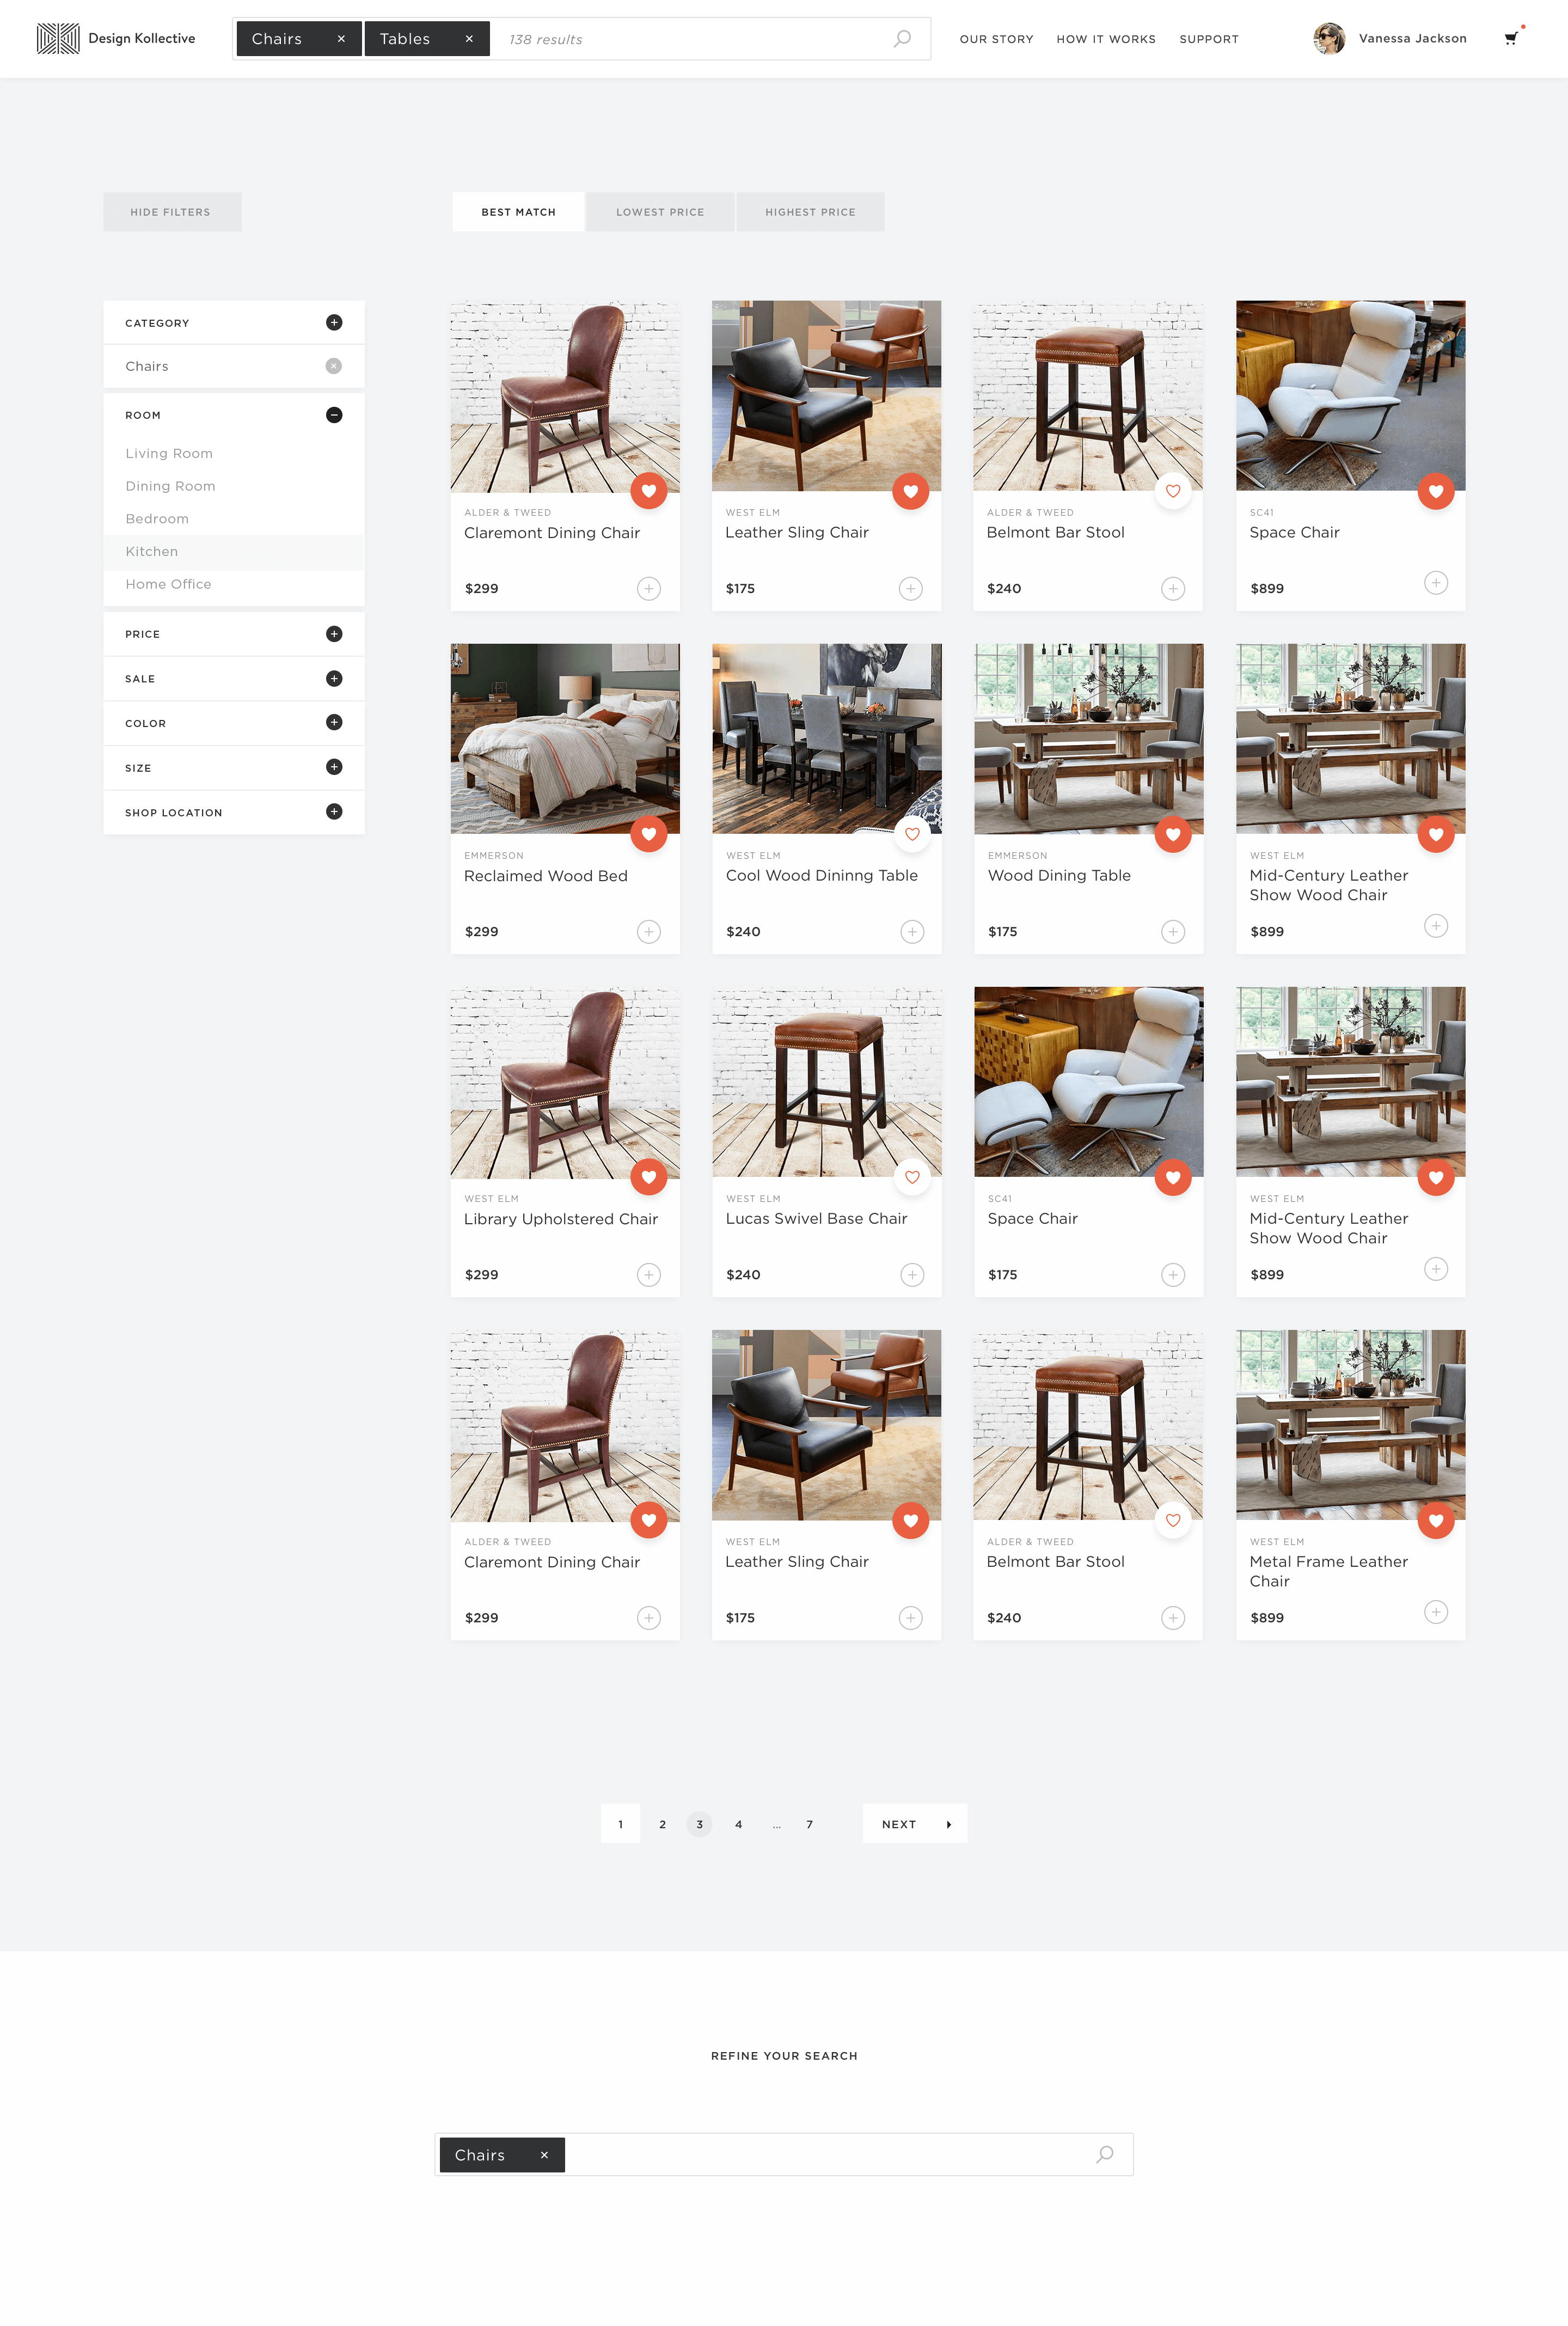 Design Kollective
Chairs × Tables × 138 results
OUR STORY HOW IT WORKS SUPPORT
Vanessa Jackson
HIDE FILTERS
BEST MATCH LOWEST PRICE HIGHEST PRICE
CATEGORY
Chairs
ROOM
Living Room
Dining Room
Bedroom
Kitchen
Home Office
PRICE
SALE
COLOR
SIZE
SHOP LOCATION
ALDER & TWEED
Claremont Dining Chair
$299
WEST ELM
Leather Sling Chair
$175
ALDER & TWEED
Belmont Bar Stool
$240
SC41
Space Chair
$899
EMMERSON
Reclaimed Wood Bed
$299
WEST ELM
Cool Wood Dininng Table
$240
EMMERSON
Wood Dining Table
$175
WEST ELM
Mid-Century Leather
Show Wood Chair
$899
WEST ELM
Library Upholstered Chair
$299
WEST ELM
Lucas Swivel Base Chair
$240
SC41
Space Chair
$175
WEST ELM
Mid-Century Leather
Show Wood Chair
$899
ALDER & TWEED
Claremont Dining Chair
$299
WEST ELM
Leather Sling Chair
$175
ALDER & TWEED
Belmont Bar Stool
$240
WEST ELM
Metal Frame Leather
Chair
$899
1 2 3 4 ... 7 NEXT
REFINE YOUR SEARCH
Chairs ×